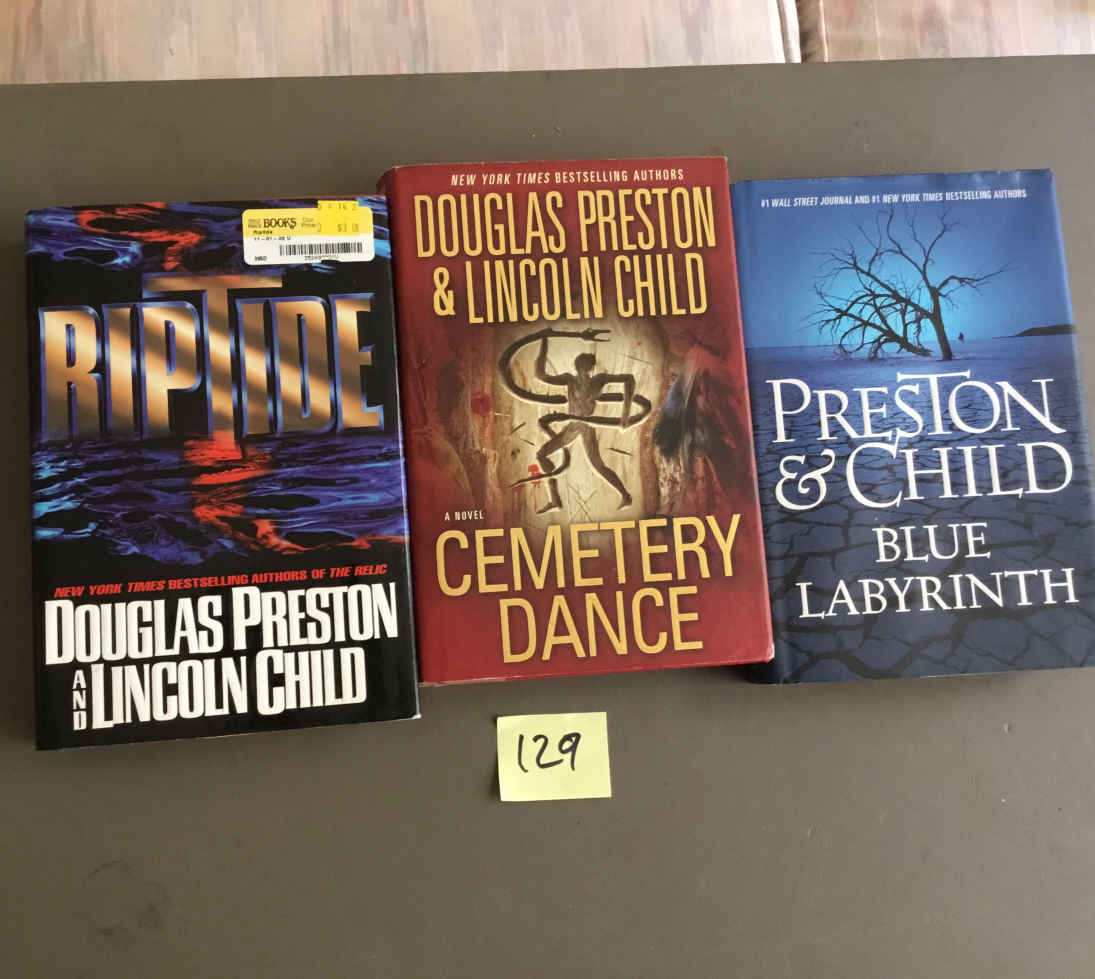 BOOKS
RIPTIDE
NEW YORK TIMES BESTSELLING AUTHORS OF THE RELIC
DOUGLAS PRESTON
AND LINCOLN CHILD
NEW YORK TIMES BESTSELLING AUTHORS
DOUGLAS PRESTON
& LINCOLN CHILD
A NOVEL
CEMETERY
DANCE
#1 WALL STREET JOURNAL AND #1 NEW YORK TIMES BESTSELLING AUTHORS
PRESTON
& CHILD
BLUE
LABYRINTH
129